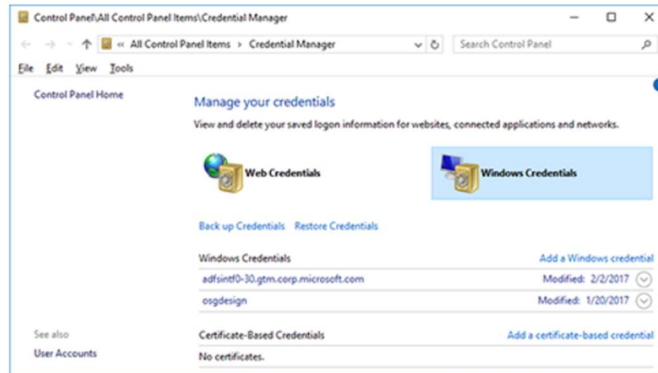 Control Panel\All Control Panel Items\Credential Manager
« All Control Panel Items > Credential Manager
Search Control Panel
File Edit View Tools
Control Panel Home
Manage your credentials
View and delete your saved logon information for websites, connected applications and networks.
Web Credentials
Windows Credentials
Back up Credentials Restore Credentials
Windows Credentials Add a Windows credential
adfsintf0-30.gtm.corp.microsoft.com Modified: 2/2/2017
osgdesign Modified: 1/20/2017
See also
Certificate-Based Credentials Add a certificate-based credential
User Accounts
No certificates.